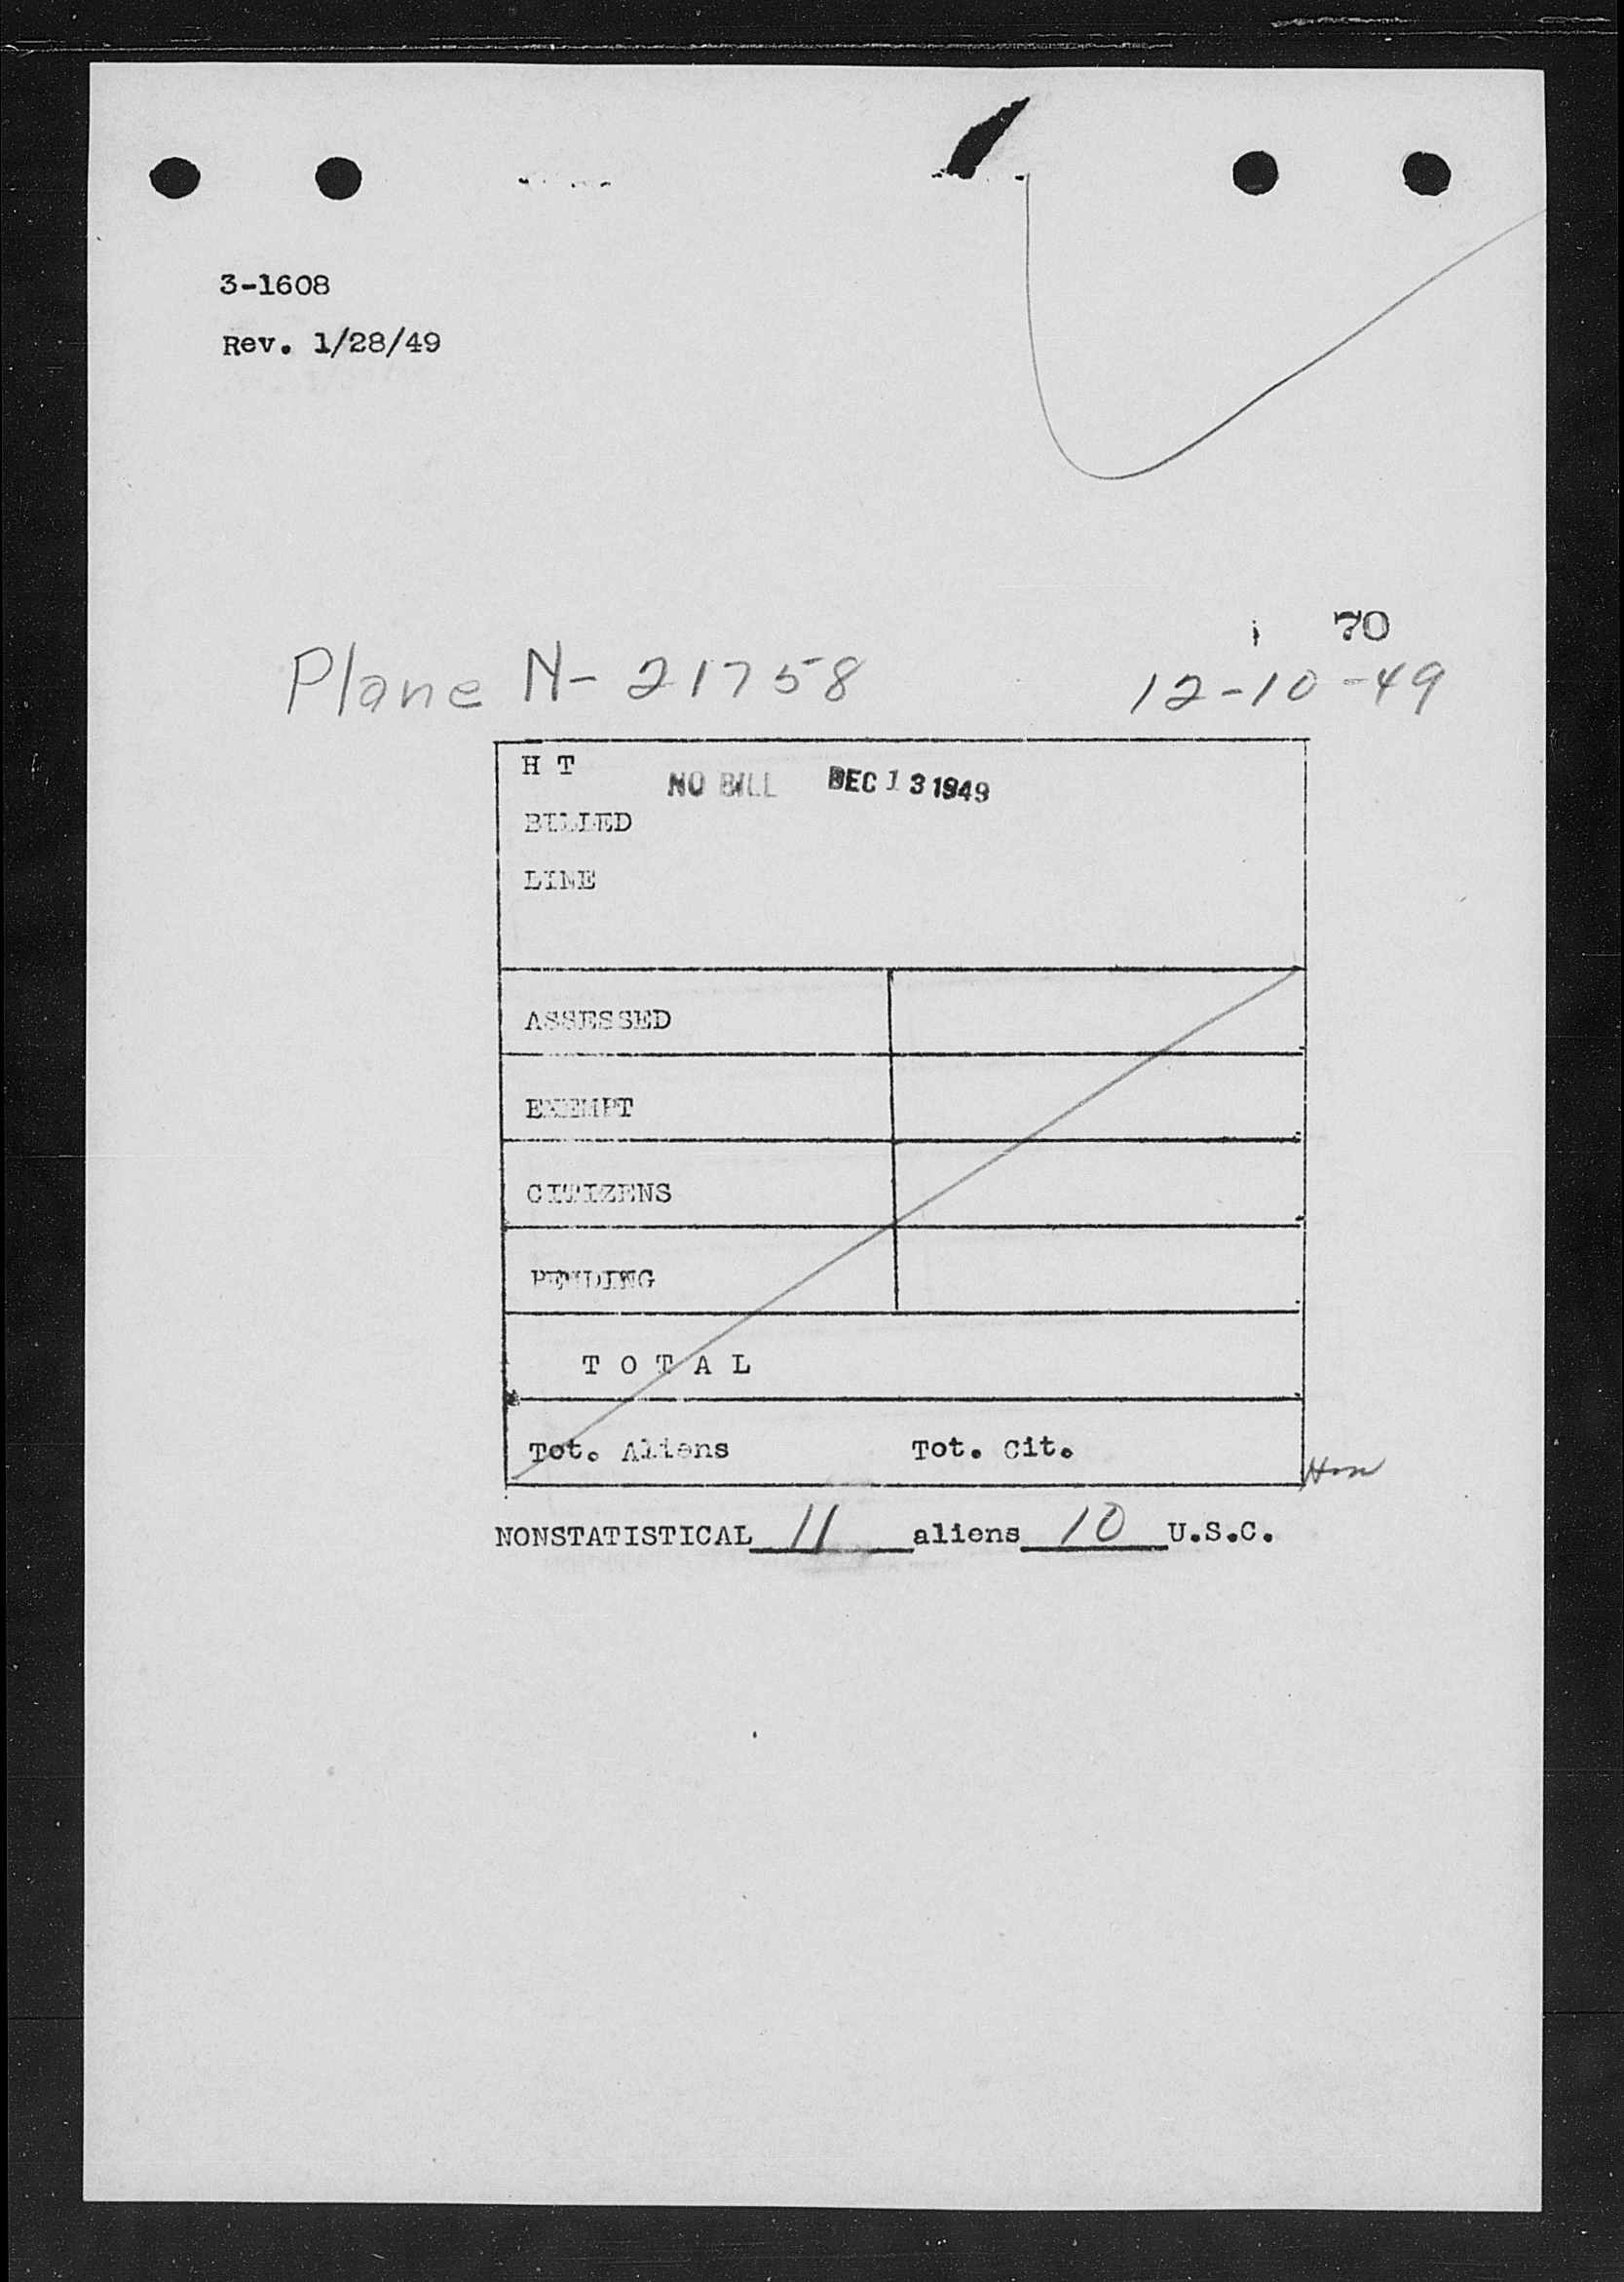 3-1608
Rev. 1/28/49
70
Plane N-21758 12-10-49
H T
NO BILL DEC 13 1949
BILLED
LINE
ASSESSED
EXEMPT
CITIZENS
PENDING
T O T A L
Tot. Aliens Tot. Cit.
NONSTATISTICAL 11 aliens 10 U.S.C.